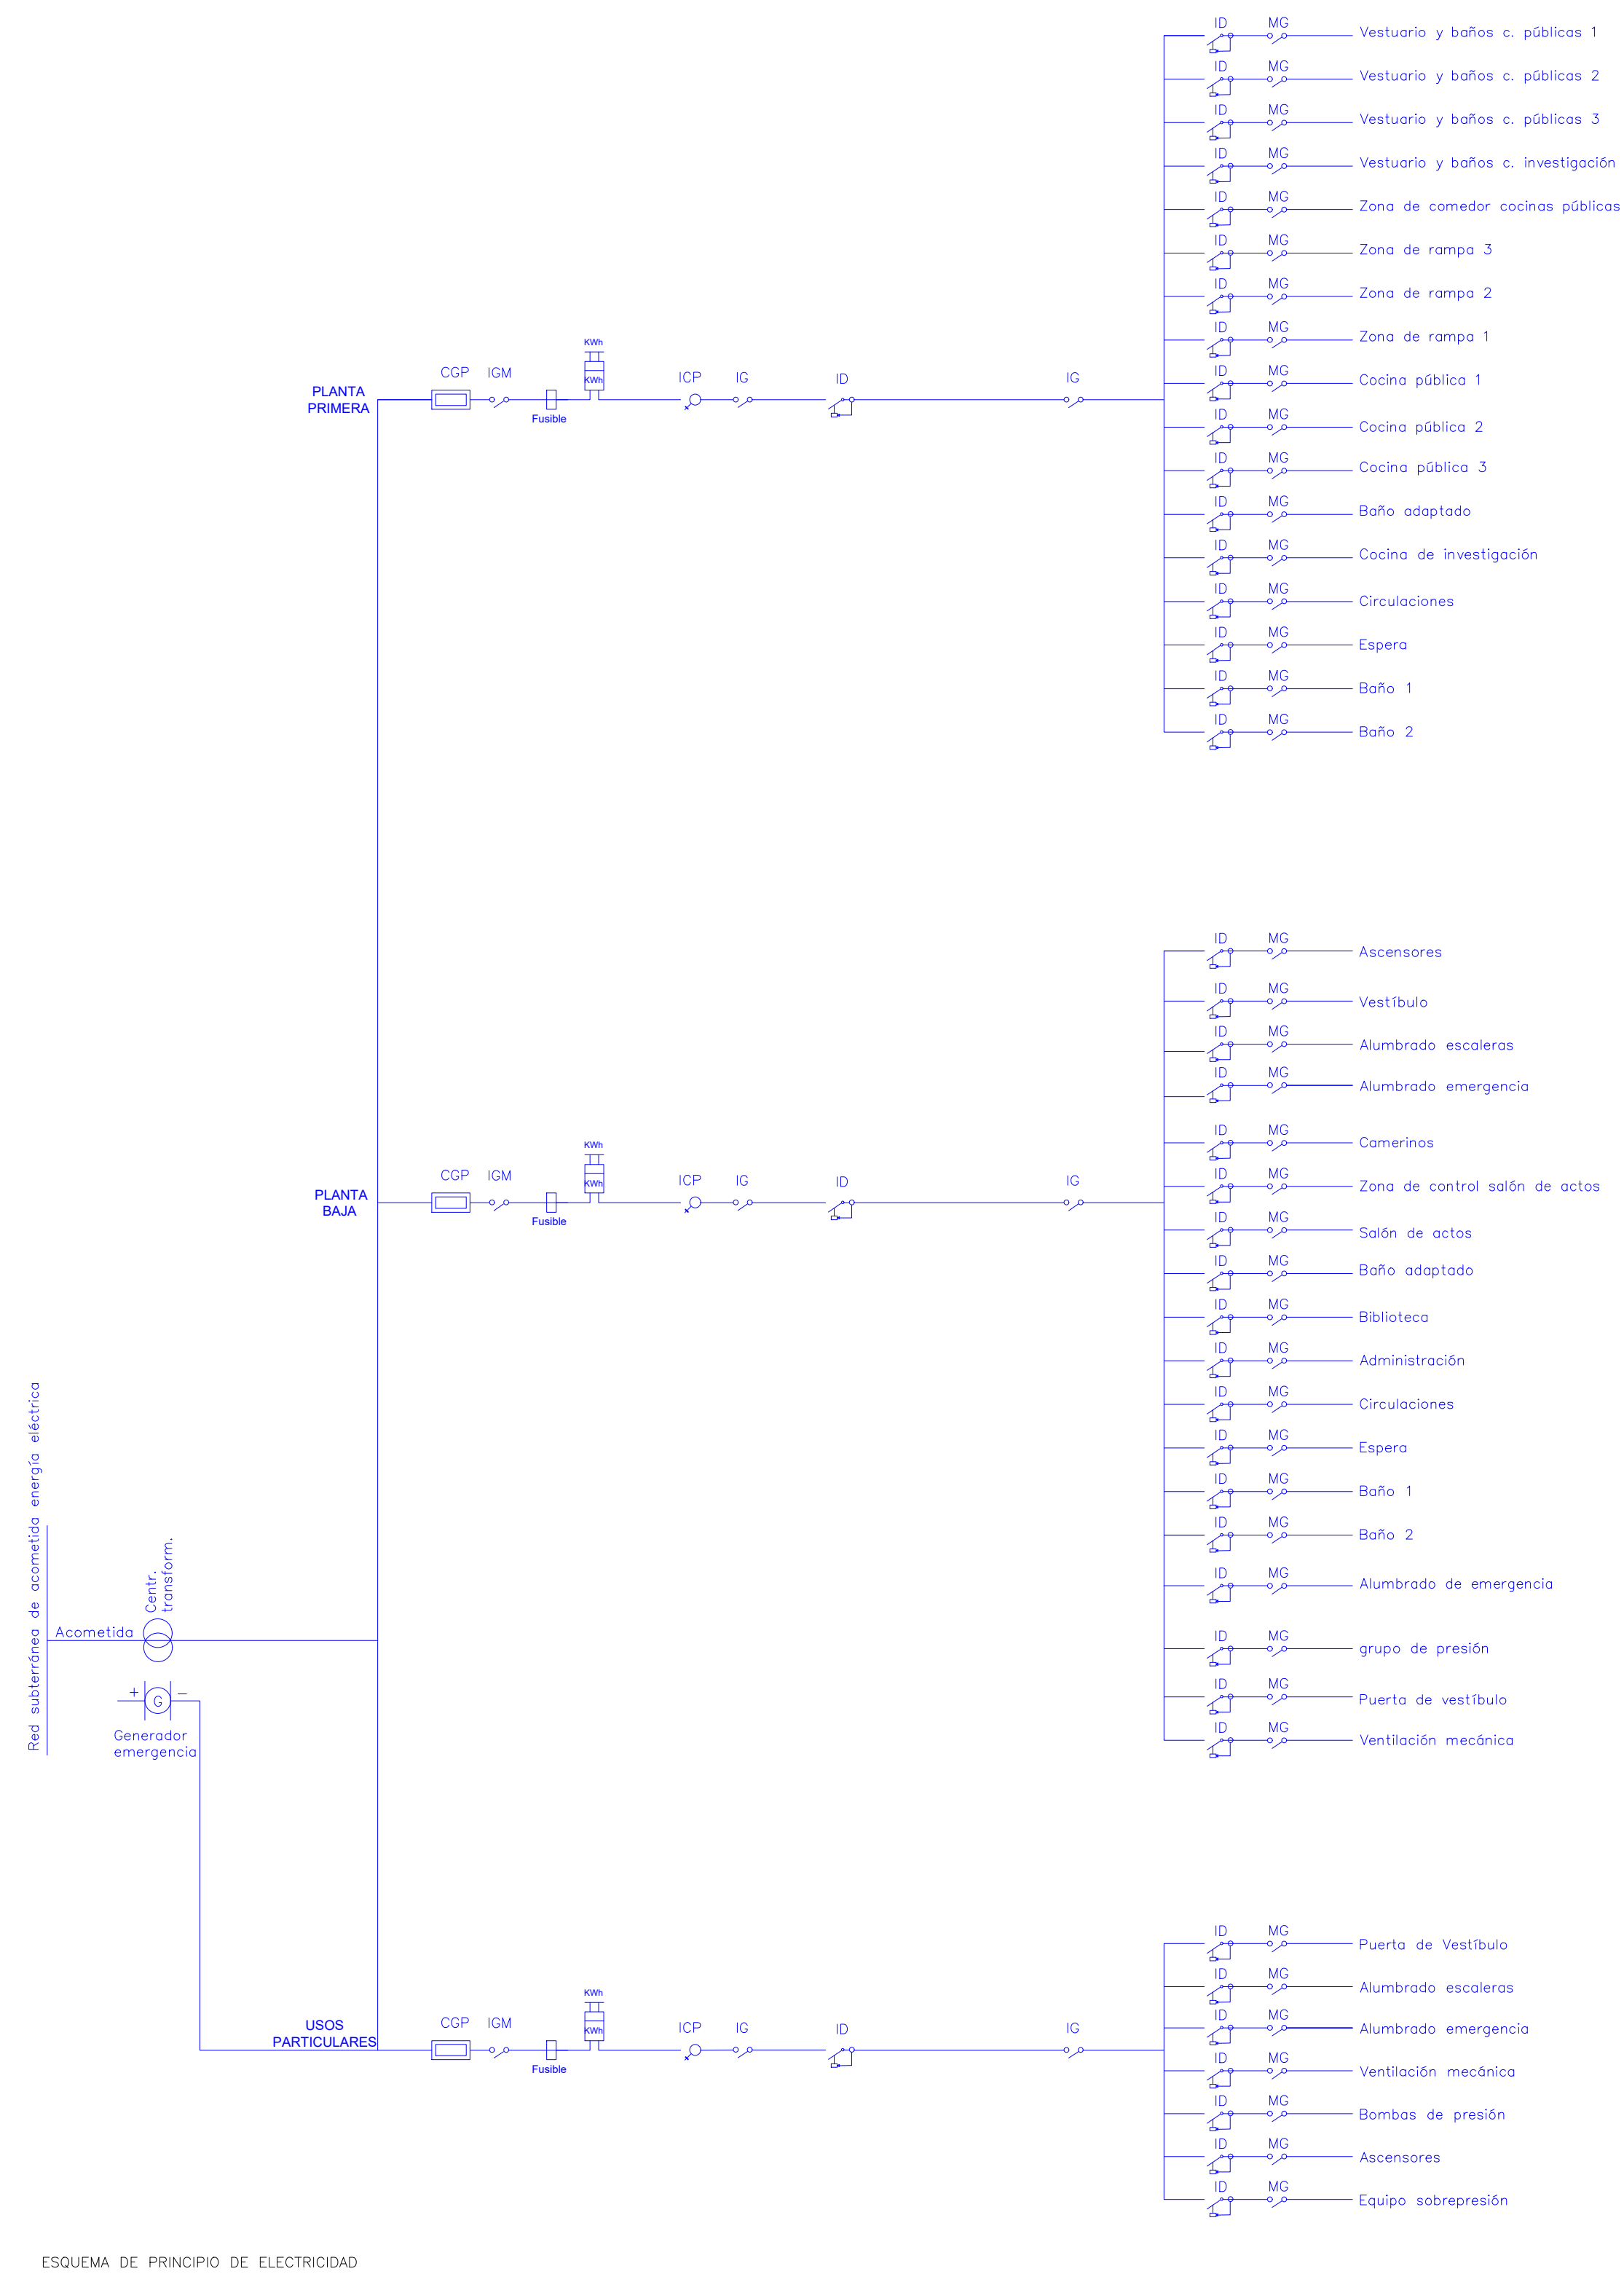 ID MG Vestuario y baños c. públicas 1
ID MG Vestuario y baños c. públicas 2
ID MG Vestuario y baños c. públicas 3
ID MG Vestuario y baños c. investigación
ID MG Zona de comedor cocinas públicas
ID MG Zona de rampa 3
ID MG Zona de rampa 2
ID MG Zona de rampa 1
ID MG Cocina pública 1
ID MG Cocina pública 2
ID MG Cocina pública 3
ID MG Baño adaptado
ID MG Cocina de investigación
ID MG Circulaciones
ID MG Espera
ID MG Baño 1
ID MG Baño 2
PLANTA
PRIMERA
CGP IGM
Fusible
KWh
KWh
ICP IG ID IG
ID MG Ascensores
ID MG Vestíbulo
ID MG Alumbrado escaleras
ID MG Alumbrado emergencia
ID MG Camerinos
ID MG Zona de control salón de actos
ID MG Salón de actos
ID MG Baño adaptado
ID MG Biblioteca
ID MG Administración
ID MG Circulaciones
ID MG Espera
ID MG Baño 1
ID MG Baño 2
ID MG Alumbrado de emergencia
ID MG grupo de presión
ID MG Puerta de vestíbulo
ID MG Ventilación mecánica
PLANTA
BAJA
CGP IGM
Fusible
KWh
KWh
ICP IG ID IG
Red subterránea de acometida energía eléctrica
Acometida
Centr.
transform.
+ G −
Generador
emergencia
ID MG Puerta de Vestíbulo
ID MG Alumbrado escaleras
ID MG Alumbrado emergencia
ID MG Ventilación mecánica
ID MG Bombas de presión
ID MG Ascensores
ID MG Equipo sobrepresión
USOS
PARTICULARES
CGP IGM
Fusible
KWh
KWh
ICP IG ID IG
ESQUEMA DE PRINCIPIO DE ELECTRICIDAD